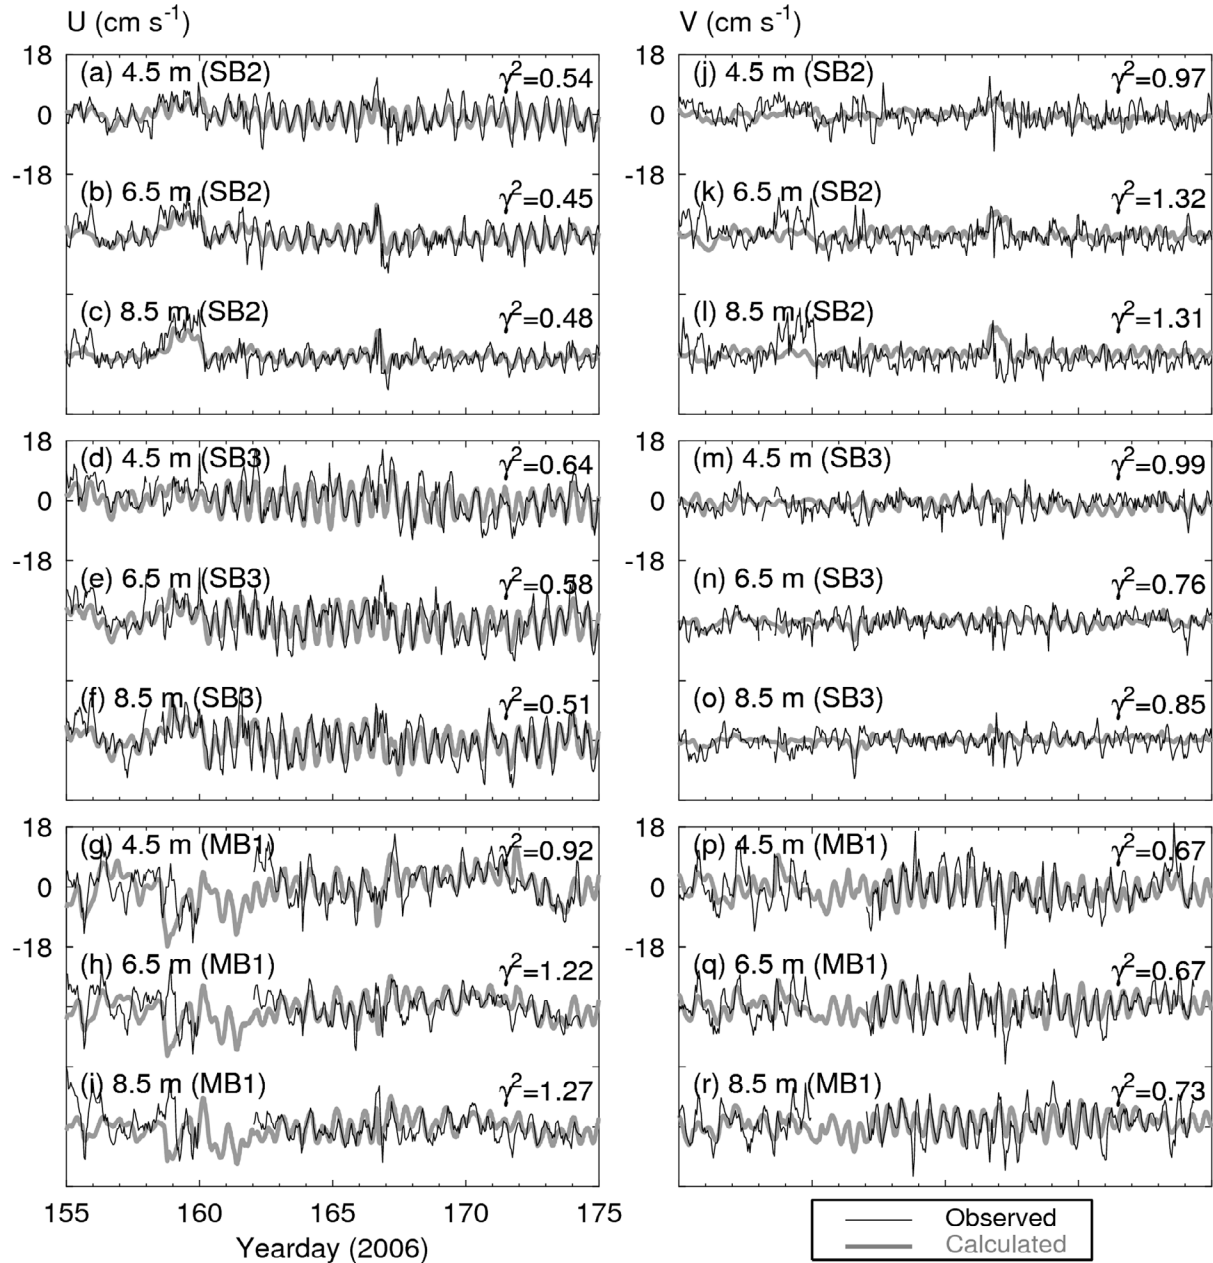 U (cm s⁻¹)
V (cm s⁻¹)
18
(a) 4.5 m (SB2)
γ²=0.54
(j) 4.5 m (SB2)
γ²=0.97
0
-18
(b) 6.5 m (SB2)
γ²=0.45
(k) 6.5 m (SB2)
γ²=1.32
(c) 8.5 m (SB2)
γ²=0.48
(l) 8.5 m (SB2)
γ²=1.31
18
(d) 4.5 m (SB3)
γ²=0.64
18
(m) 4.5 m (SB3)
γ²=0.99
0
0
-18
-18
(e) 6.5 m (SB3)
γ²=0.58
(n) 6.5 m (SB3)
γ²=0.76
(f) 8.5 m (SB3)
γ²=0.51
(o) 8.5 m (SB3)
γ²=0.85
18
(g) 4.5 m (MB1)
γ²=0.92
18
(p) 4.5 m (MB1)
γ²=0.67
0
0
-18
-18
(h) 6.5 m (MB1)
γ²=1.22
(q) 6.5 m (MB1)
γ²=0.67
(i) 8.5 m (MB1)
γ²=1.27
(r) 8.5 m (MB1)
γ²=0.73
155 160 165 170 175
Yearday (2006)
Observed
Calculated